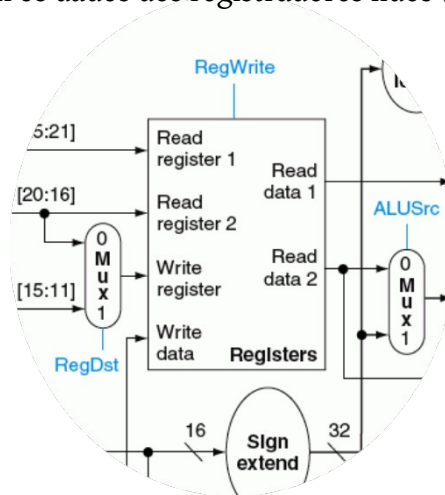 RegWrite
5:21]
Read
register 1
Read
data 1
[20:16]
Read
register 2
ALUSrc
0
M
u
x
1
Write
register
Read
data 2
0
M
u
x
1
[15:11]
Write
data
Registers
RegDst
16
Sign
extend
32